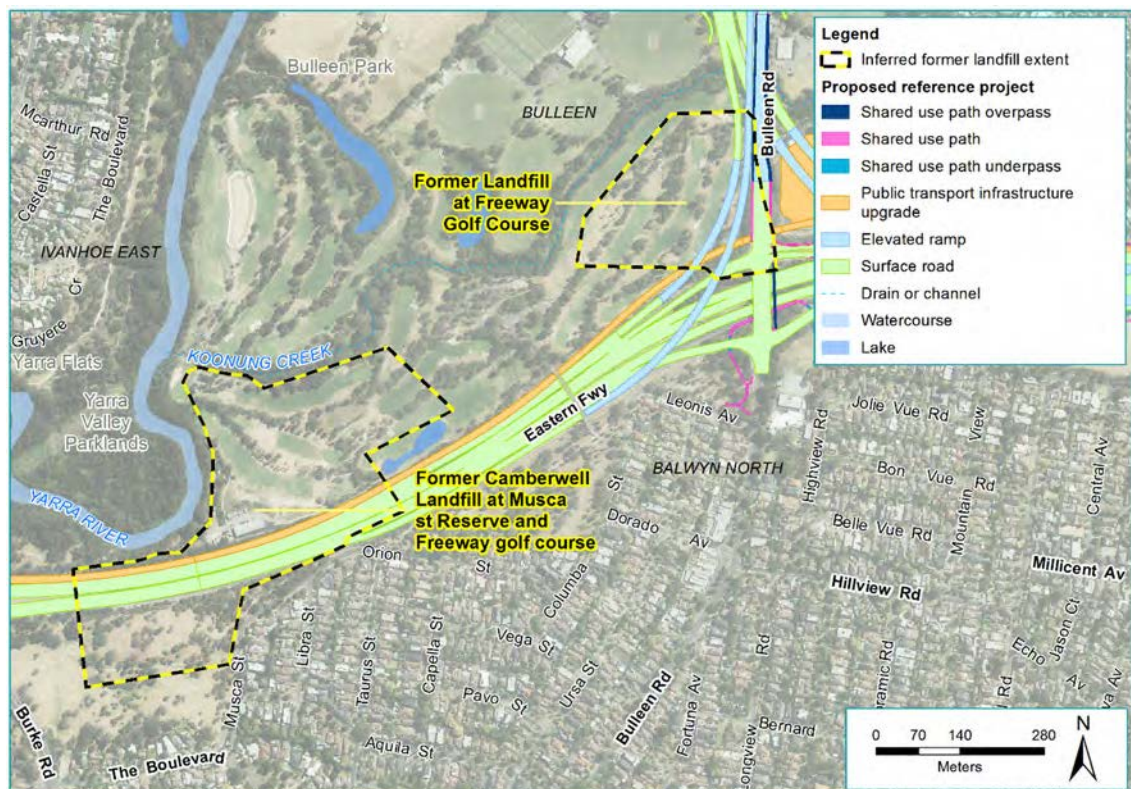 Bulleen Park
BULLEEN
Bulleen Rd
Mcarthur Rd
Castella St
The Boulevard
IVANHOE EAST
Gruyere Cr
Yarra Flats
Yarra
Valley
Parklands
YARRA RIVER
KOONUNG CREEK
Former Landfill
at Freeway
Golf Course
Former Camberwell
Landfill at Musca
st Reserve and
Freeway golf course
Eastern Fwy
Leonis Av
BALWYN NORTH
Highview Rd
Jolie Vue Rd
Bon Vue Rd
Belle Vue Rd
Mountain View
Central Av
Millicent Av
Hillview Rd
Jason Ct
Echo Av
Dorado Av
Columba St
Orion St
Libra St
Taurus St
Capella St
Vega St
Pavo St
Ursa St
Aquila St
Musca St
The Boulevard
Burke Rd
Bulleen Rd
Fortuna Av
Rd
Bernard
ongview
oramic Rd
Rd
va Av
Legend
Inferred former landfill extent
Proposed reference project
Shared use path overpass
Shared use path
Shared use path underpass
Public transport infrastructure
upgrade
Elevated ramp
Surface road
Drain or channel
Watercourse
Lake
0 70 140 280
Meters
N